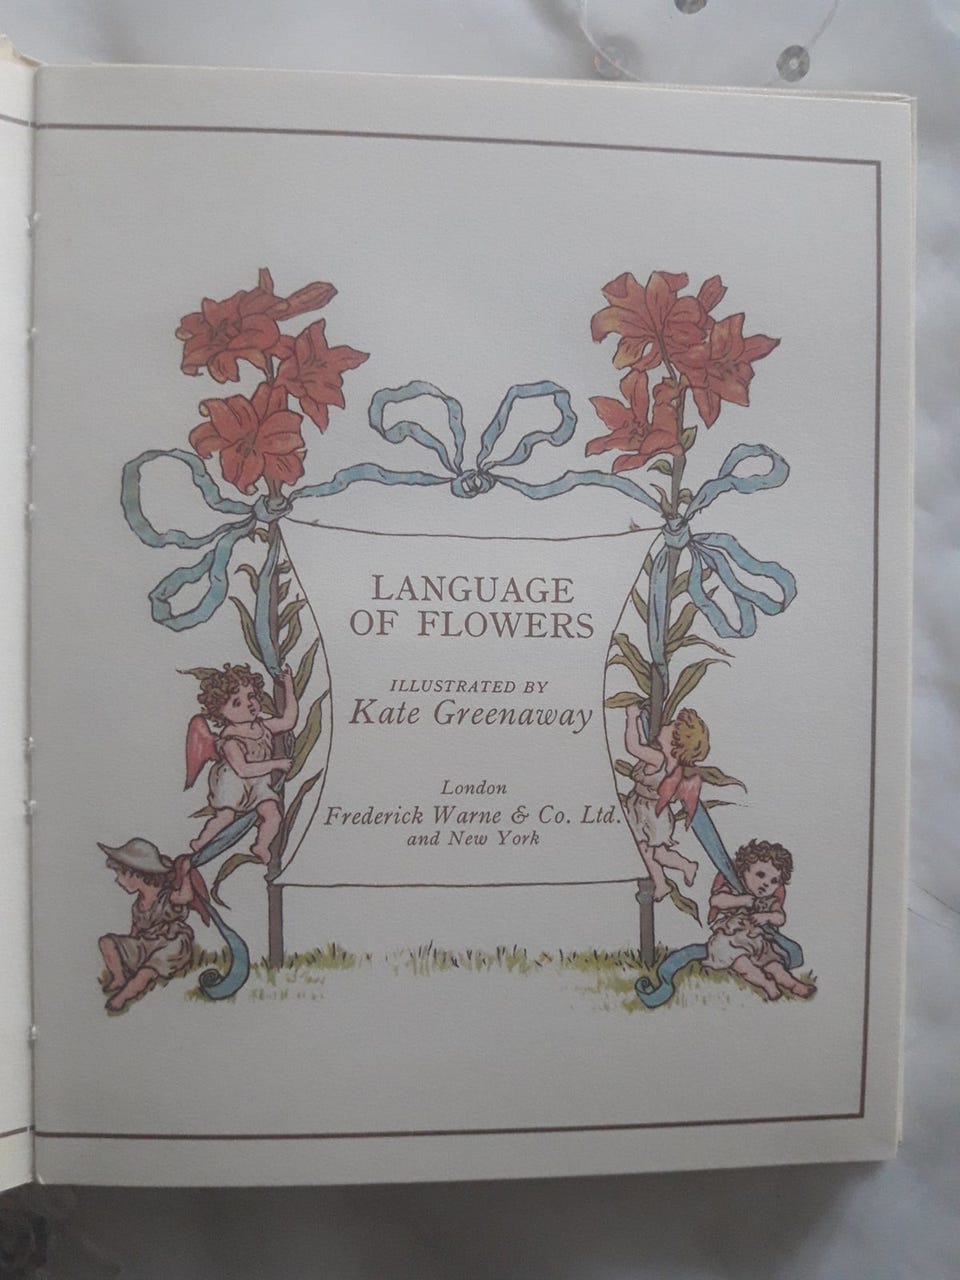 LANGUAGE
OF FLOWERS
ILLUSTRATED BY
Kate Greenaway
London
Frederick Warne & Co. Ltd.
and New York